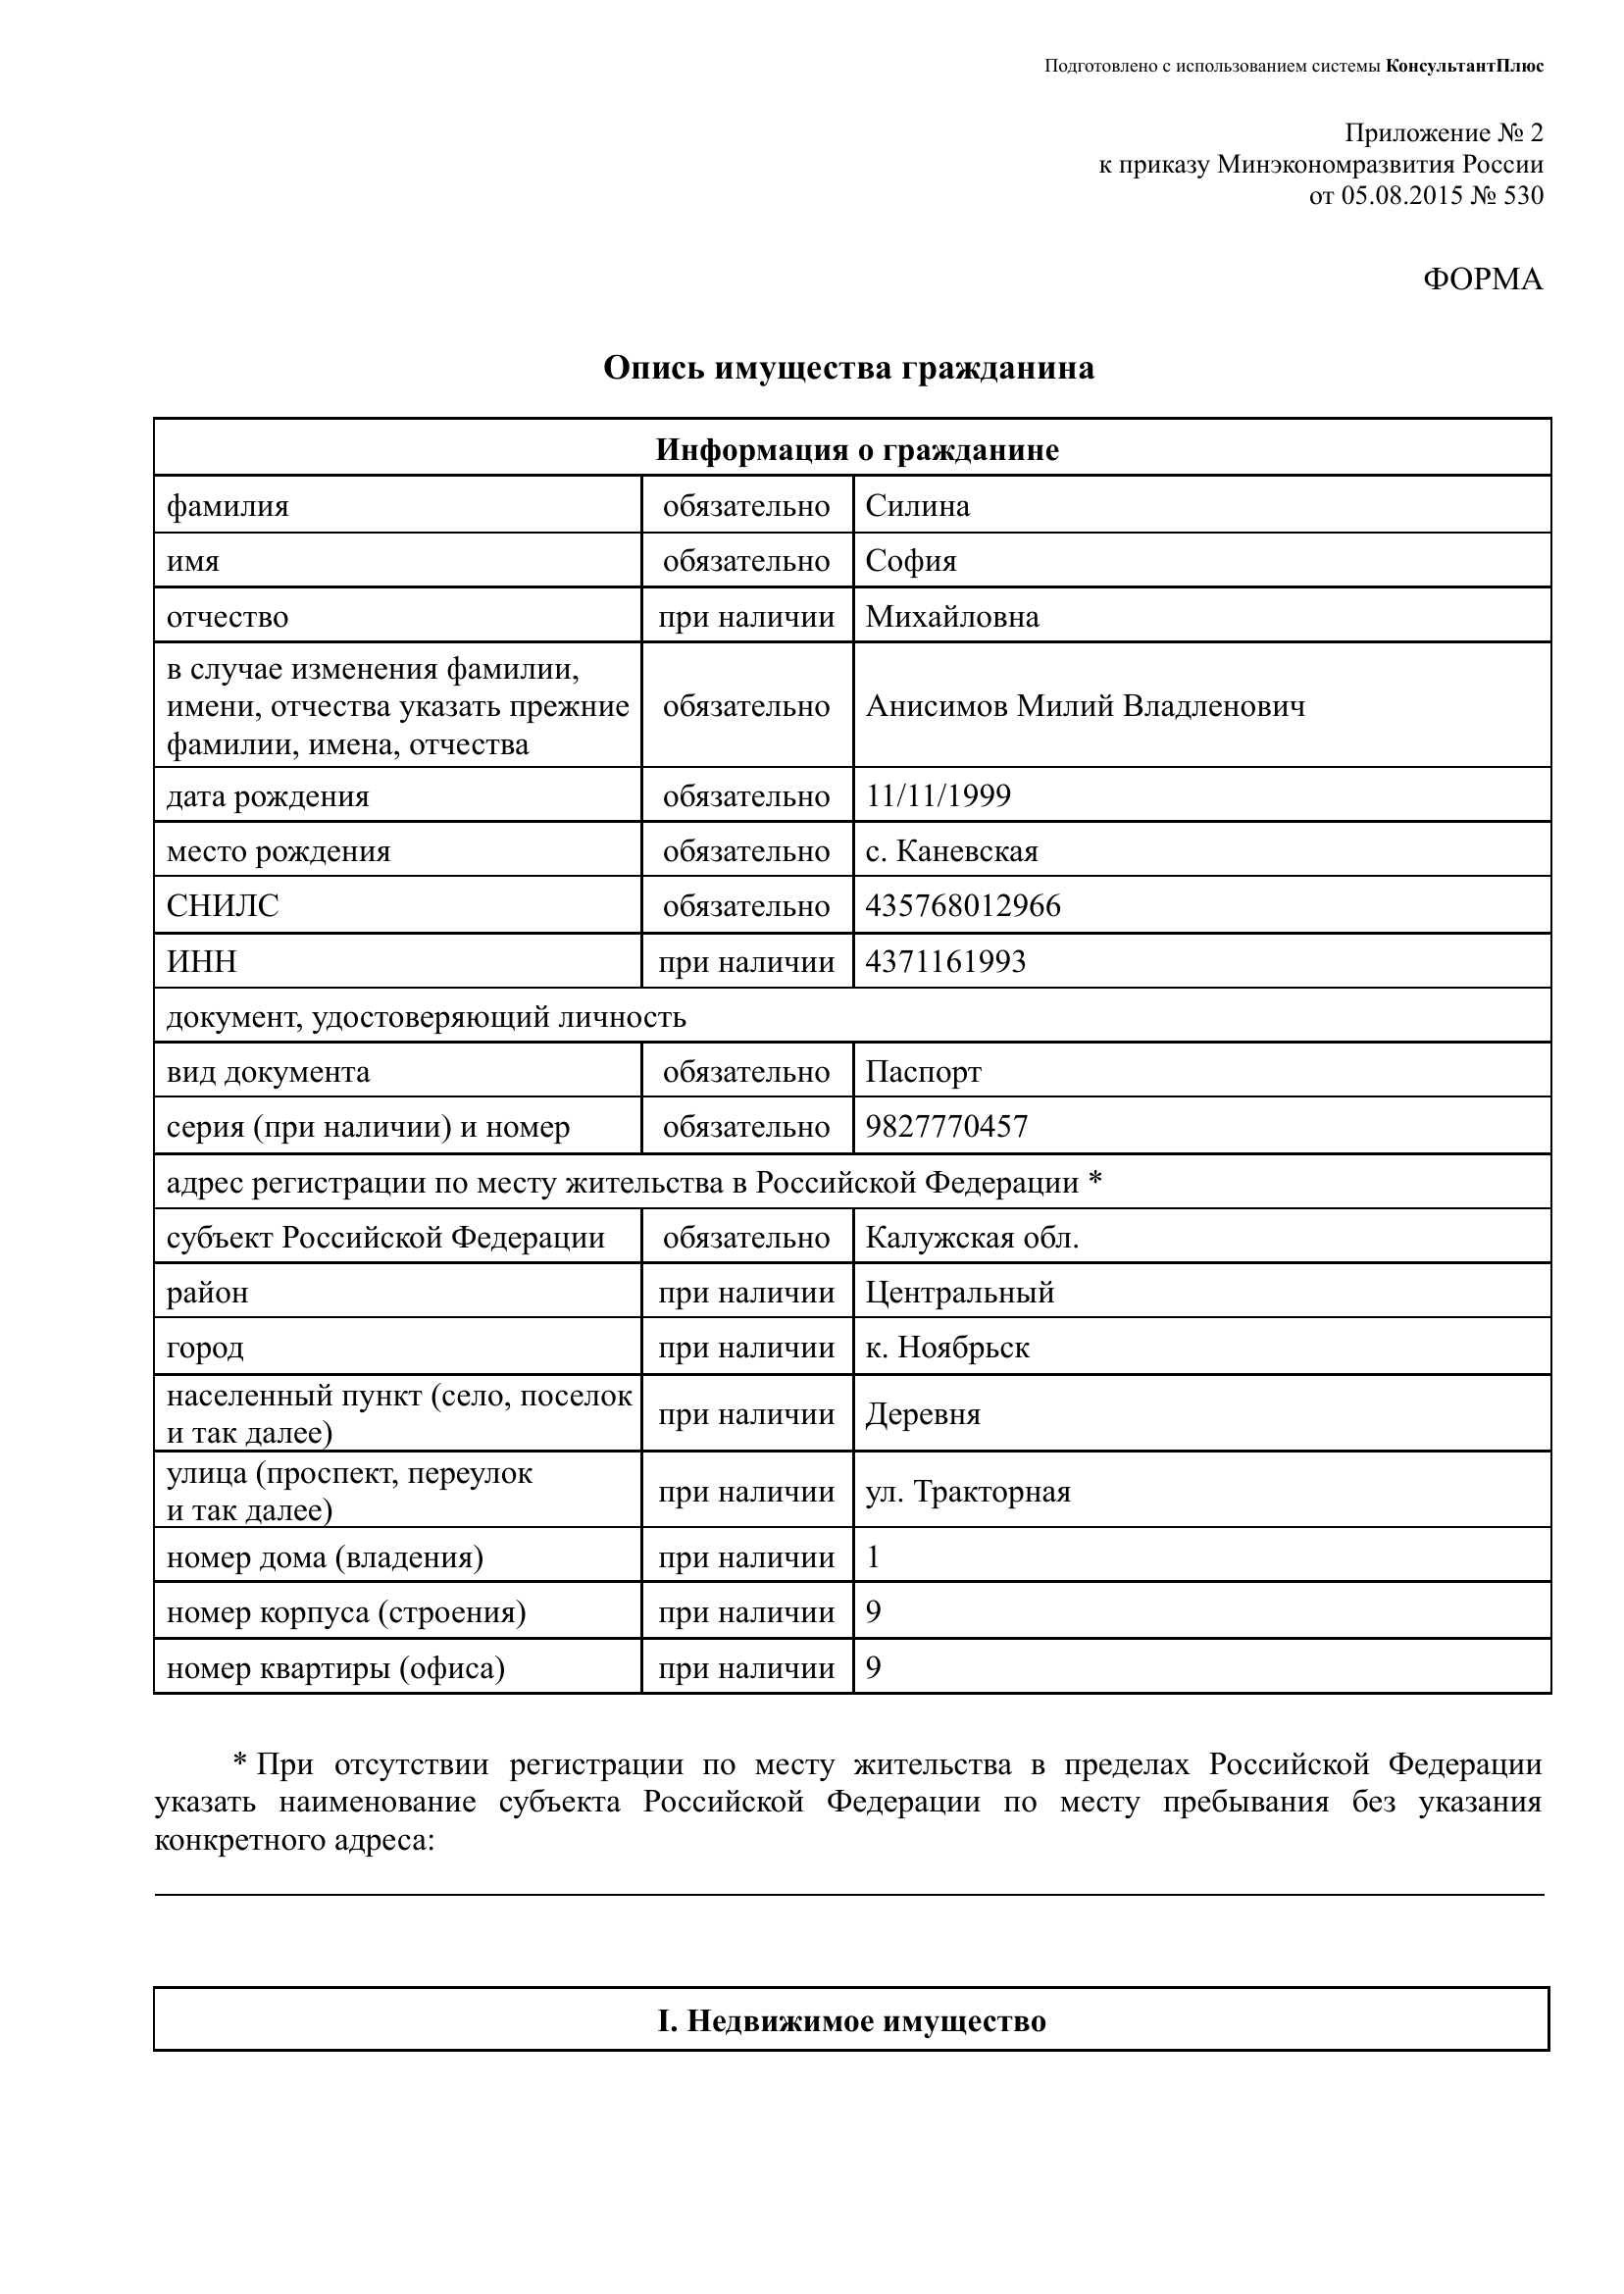 Подготовлено с использованием системы КонсультантПлюс
Приложение № 2
к приказу Минэкономразвития России
от 05.08.2015 № 530
ФОРМА
Опись имущества гражданина
Информация о гражданине
фамилия обязательно Силина
имя обязательно София
отчество при наличии Михайловна
в случае изменения фамилии,
имени, отчества указать прежние обязательно Анисимов Милий Владленович
фамилии, имена, отчества
дата рождения обязательно 11/11/1999
место рождения обязательно с. Каневская
СНИЛС обязательно 435768012966
ИНН при наличии 4371161993
документ, удостоверяющий личность
вид документа обязательно Паспорт
серия (при наличии) и номер обязательно 9827770457
адрес регистрации по месту жительства в Российской Федерации *
субъект Российской Федерации обязательно Калужская обл.
район при наличии Центральный
город при наличии к. Ноябрьск
населенный пункт (село, поселок
и так далее) при наличии Деревня
улица (проспект, переулок
и так далее) при наличии ул. Тракторная
номер дома (владения) при наличии 1
номер корпуса (строения) при наличии 9
номер квартиры (офиса) при наличии 9
* При отсутствии регистрации по месту жительства в пределах Российской Федерации
указать наименование субъекта Российской Федерации по месту пребывания без указания
конкретного адреса:
I. Недвижимое имущество